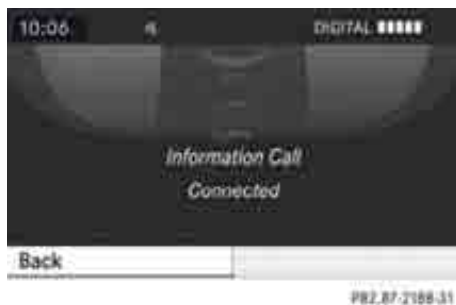 10:06 DIGITAL
Information Call
Connected
Back
P82.87-2188-31